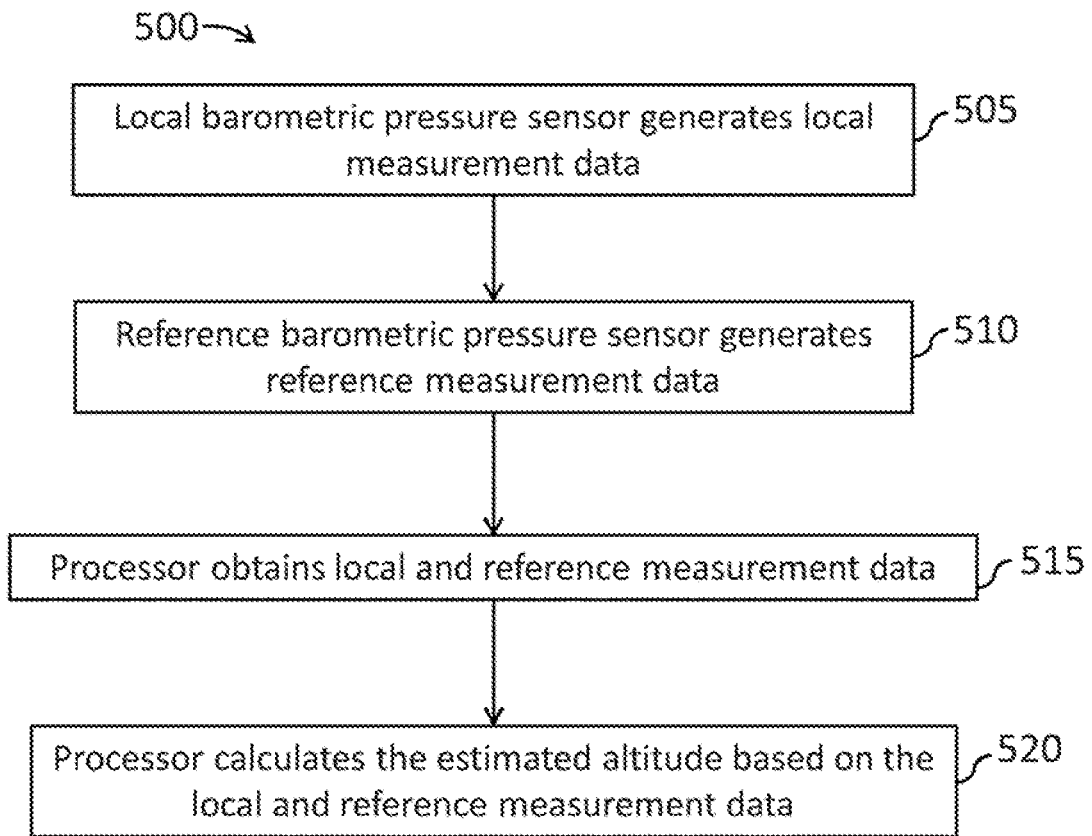 500
Local barometric pressure sensor generates local
measurement data
505
Reference barometric pressure sensor generates
reference measurement data
510
Processor obtains local and reference measurement data
515
Processor calculates the estimated altitude based on the
local and reference measurement data
520